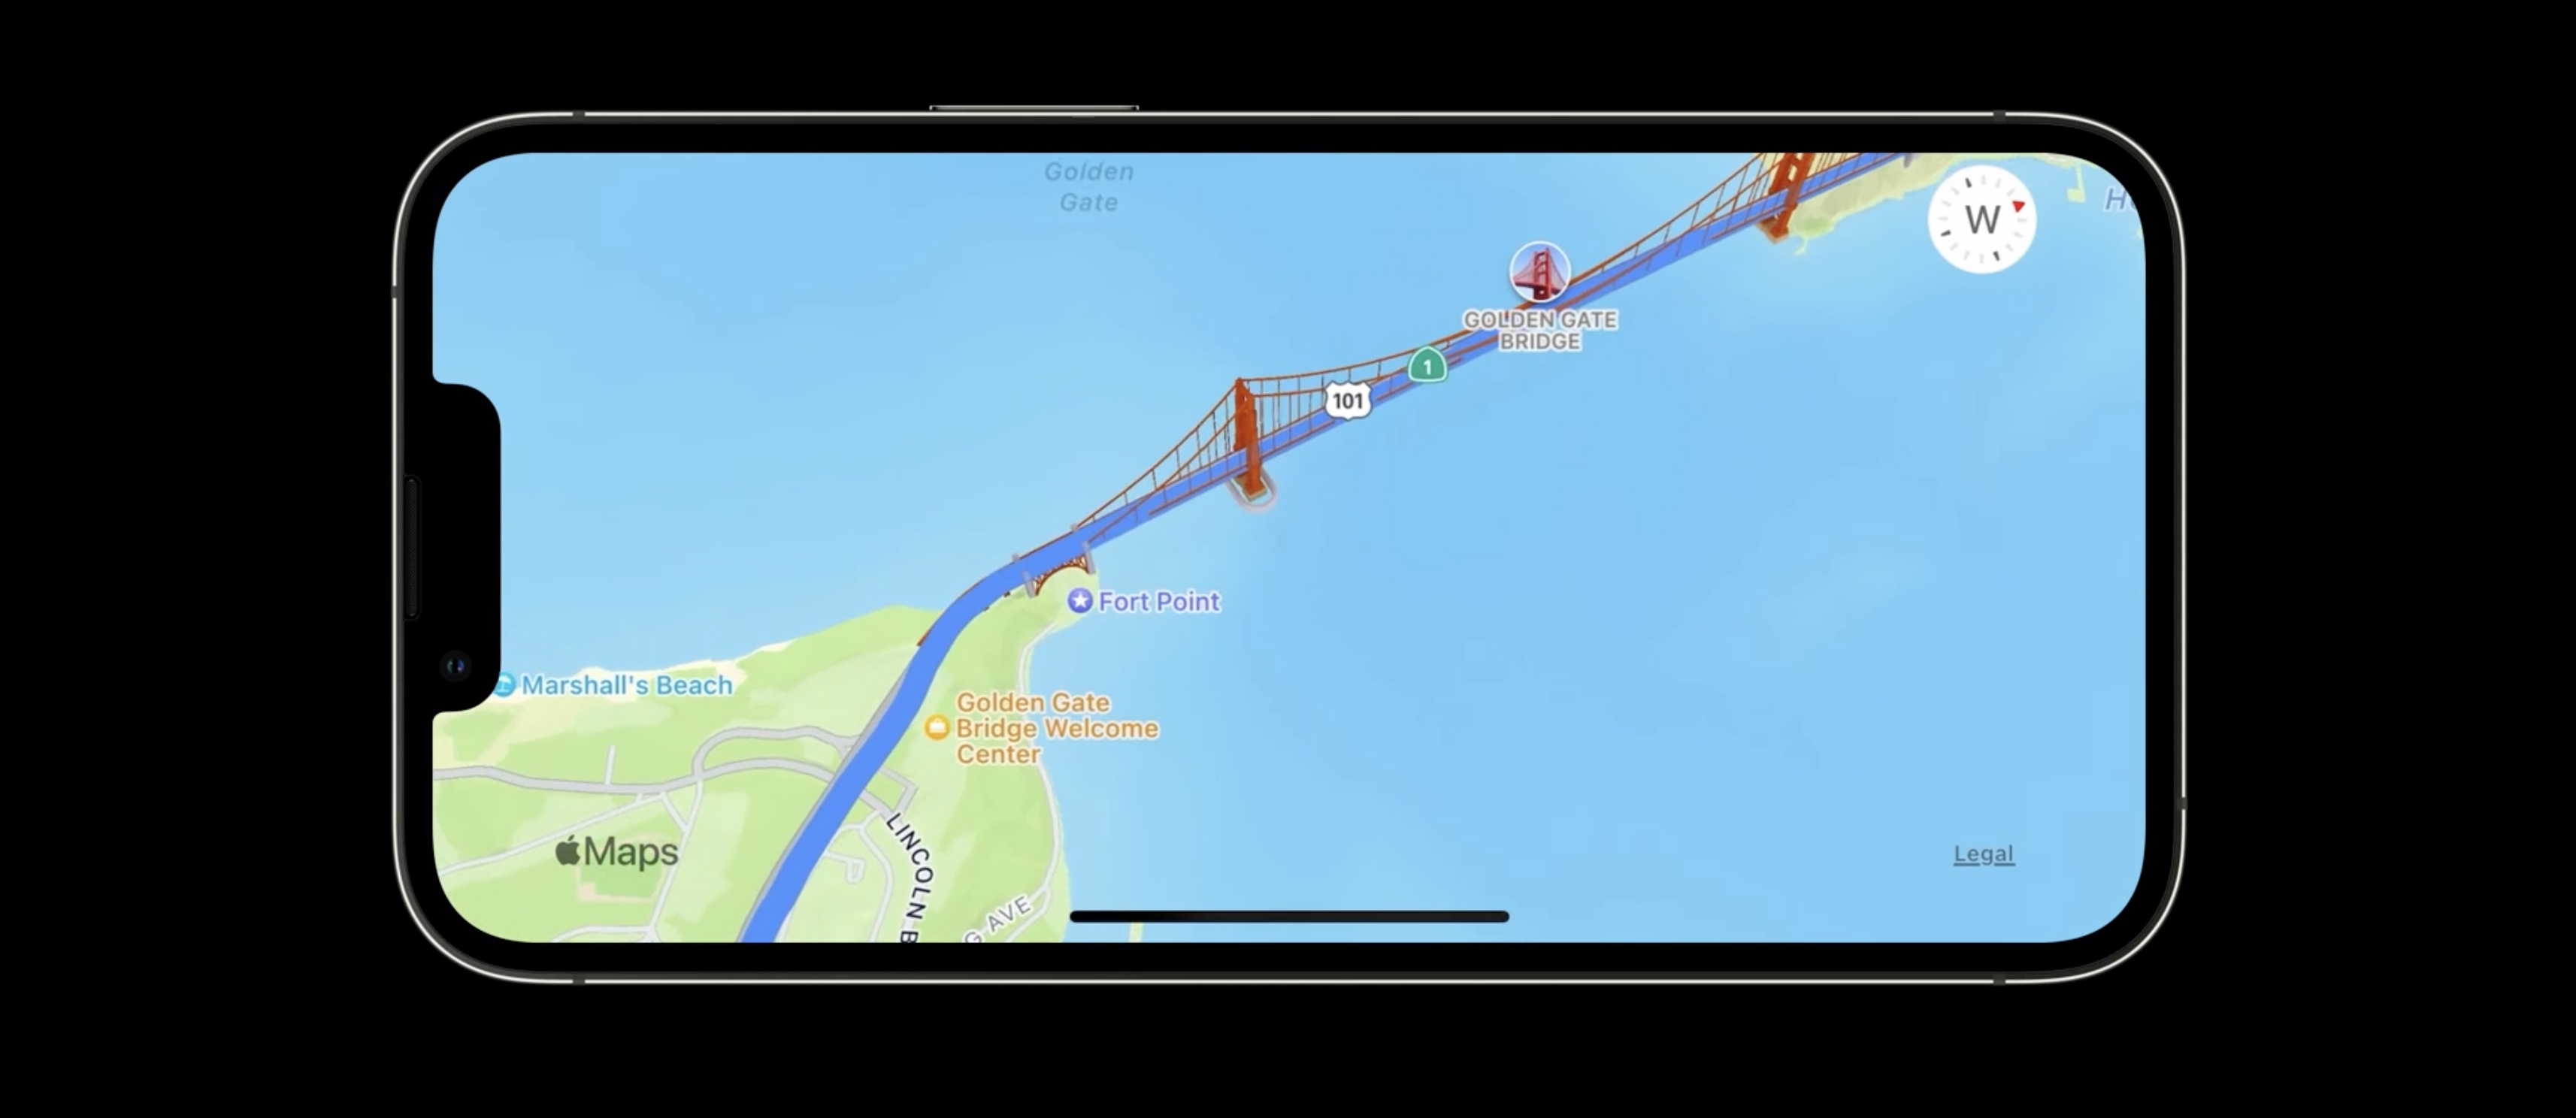 Golden
Gate
W
GOLDEN GATE
BRIDGE
1
101
Fort Point
Marshall's Beach
Golden Gate
Bridge Welcome
Center
LINCOLN B
G AVE
Maps
Legal